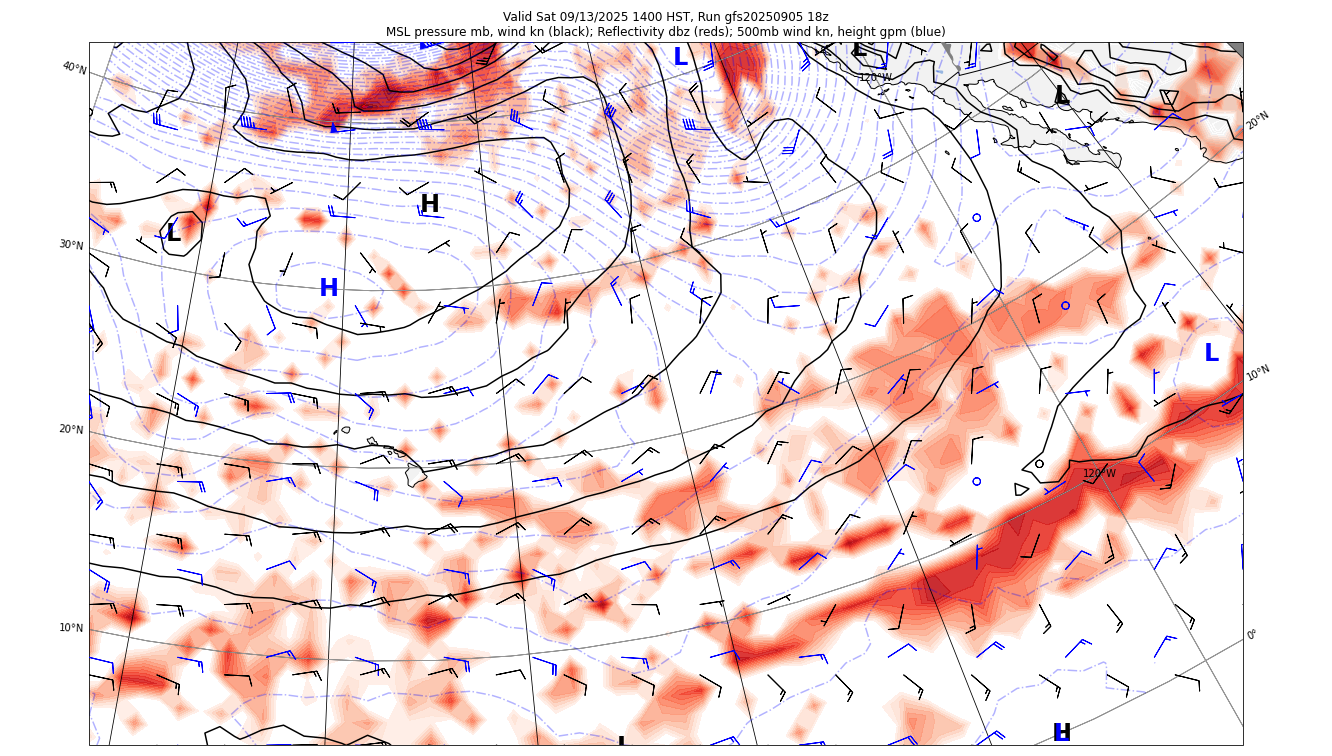 Valid Sat 09/13/2025 1400 HST, Run gfs20250905 18z
MSL pressure mb, wind kn (black); Reflectivity dbz (reds); 500mb wind kn, height gpm (blue)
L
L
40°N
120°W
L
20°N
H
L
30°N
H
L
10°N
20°N
120°W
10°N
0°
H
H
L